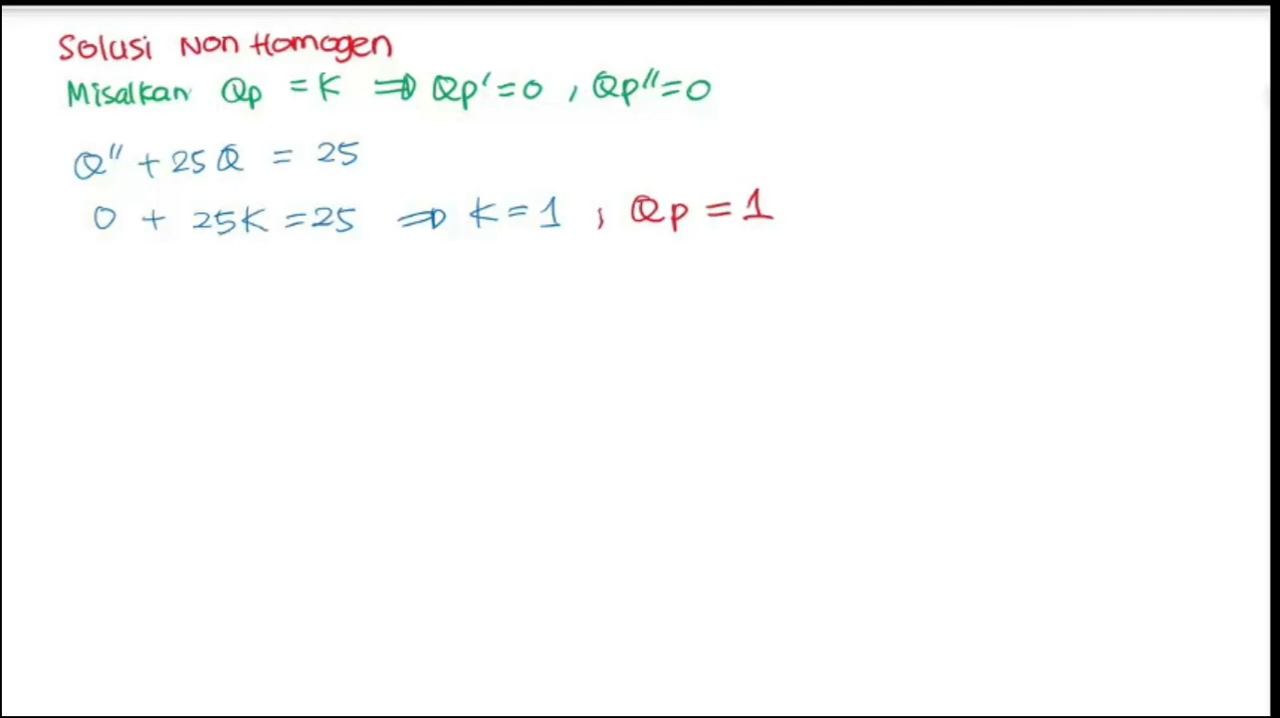 Solusi Non Homogen
Misalkan Qp = K ⇒ Qp' = 0 , Qp'' = 0
Q'' + 25Q = 25
0 + 25K = 25 ⇒ K = 1 , Qp = 1